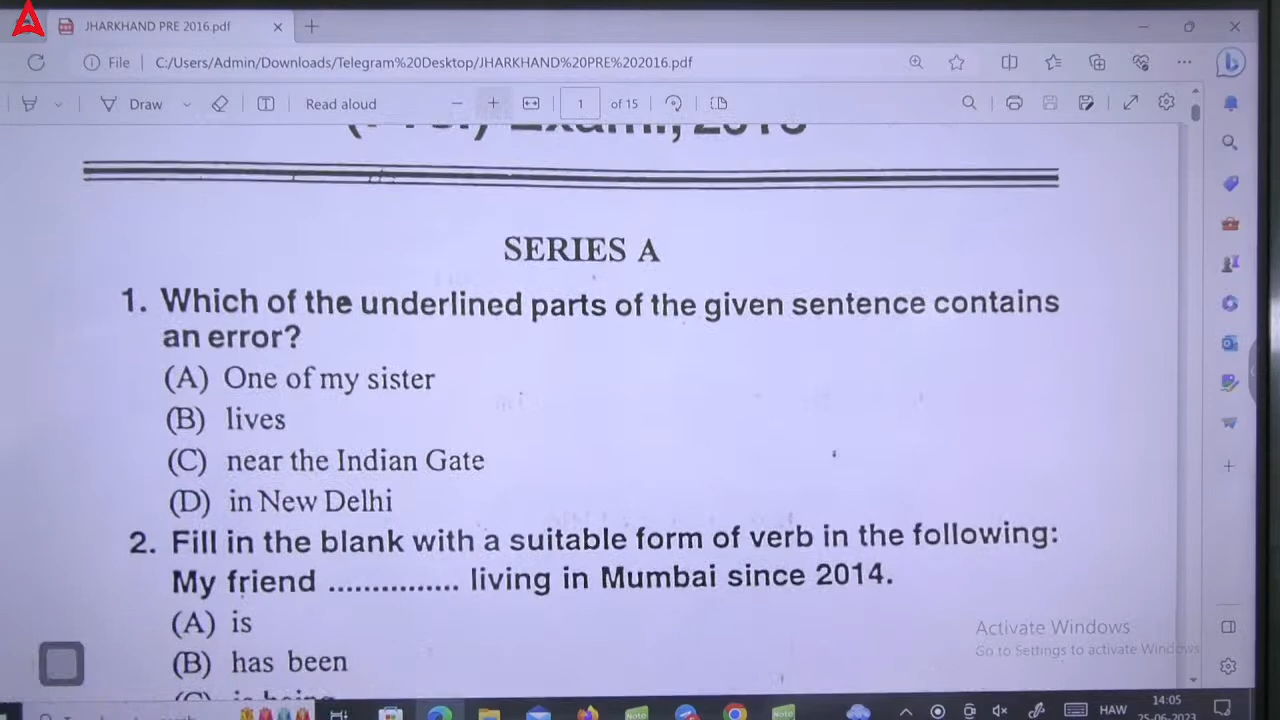 JHARKHAND PRE 2016.pdf
File C:/Users/Admin/Downloads/Telegram%20Desktop/JHARKHAND%20PRE%202016.pdf
Draw Read aloud 1 of 15
SERIES A
1. Which of the underlined parts of the given sentence contains
an error?
(A) One of my sister
(B) lives
(C) near the Indian Gate
(D) in New Delhi
2. Fill in the blank with a suitable form of verb in the following:
My friend ............... living in Mumbai since 2014.
(A) is
(B) has been
Activate Windows
Go to Settings to activate Windows
HAW
14:05
25-06-2023